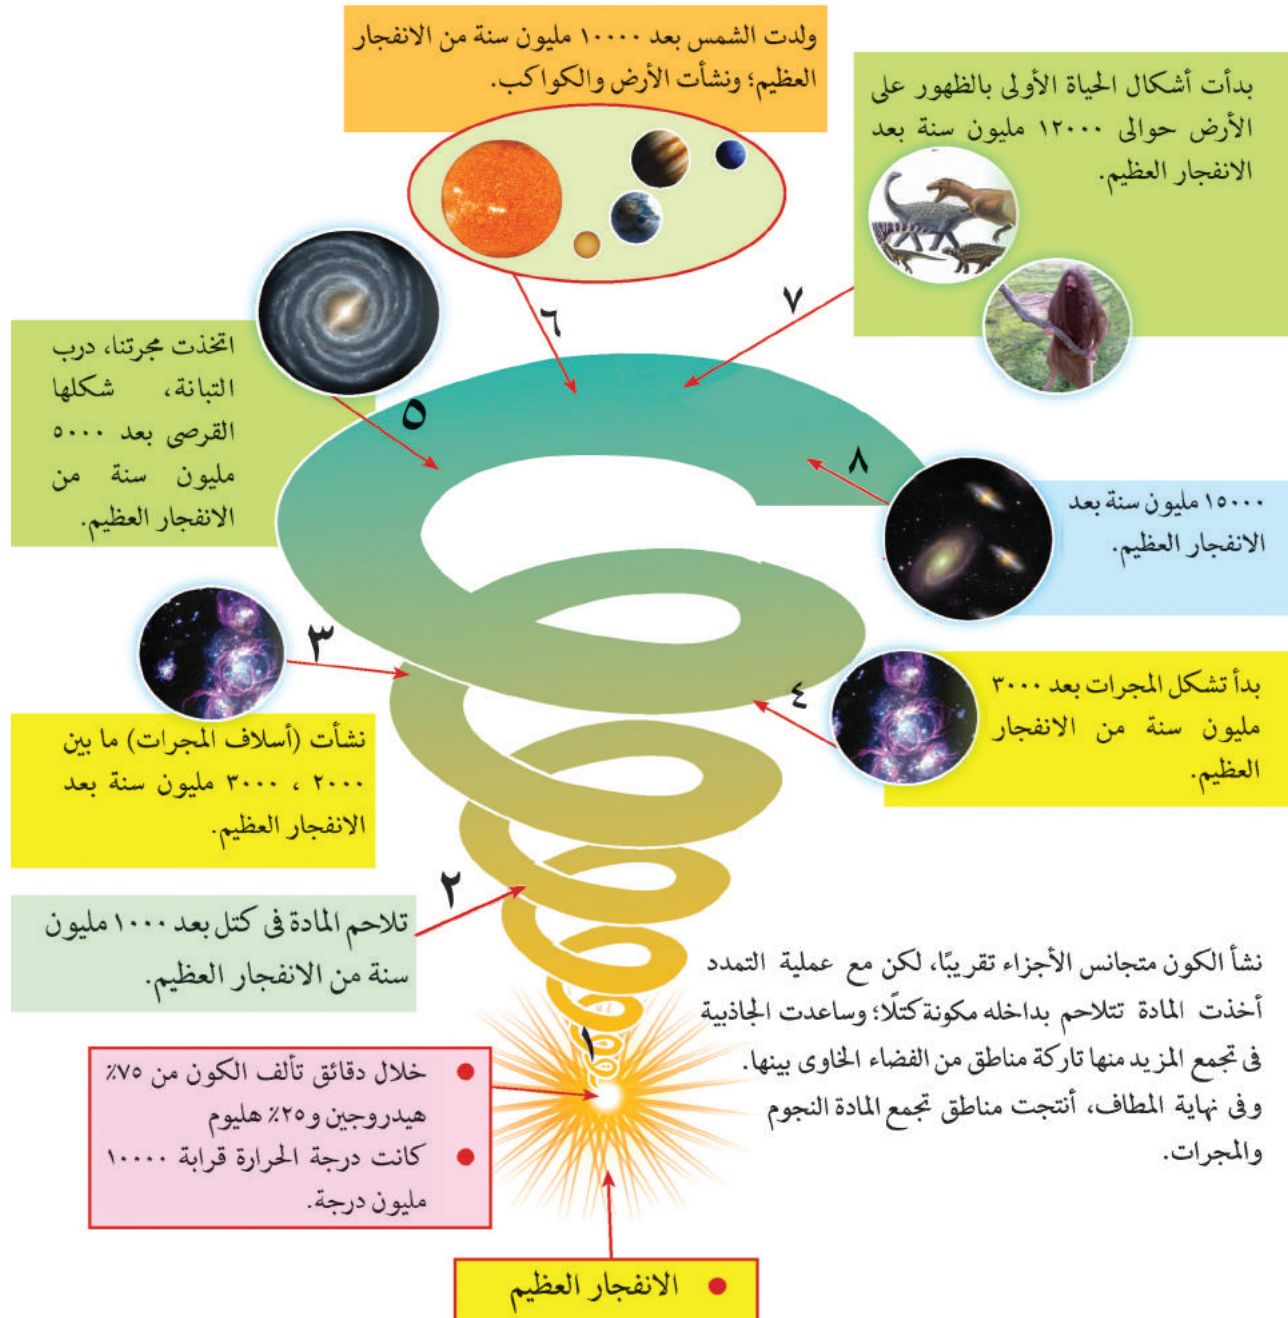 ولدت الشمس بعد ١٠٠٠٠ مليون سنة من الانفجار
العظيم؛ ونشأت الأرض والكواكب.
بدأت أشكال الحياة الأولى بالظهور على
الأرض حوالى ١٢٠٠٠ مليون سنة بعد
الانفجار العظيم.
٧
٦
اتخذت مجرتنا، درب
التبانة، شكلها
القرصى بعد ٥٠٠٠
مليون سنة من
الانفجار العظيم.
٥
٨
١٥٠٠٠ مليون سنة بعد
الانفجار العظيم.
٣
نشأت (أسلاف المجرات) ما بين
٢٠٠٠ ، ٣٠٠٠ مليون سنة بعد
الانفجار العظيم.
٤
بدأ تشكل المجرات بعد ٣٠٠٠
مليون سنة من الانفجار
العظيم.
٢
تلاحم المادة فى كتل بعد ١٠٠٠ مليون
سنة من الانفجار العظيم.
نشأ الكون متجانس الأجزاء تقريبًا، لكن مع عملية التمدد
أخذت المادة تتلاحم بداخله مكونة كتلًا؛ وساعدت الجاذبية
فى تجمع المزيد منها تاركة مناطق من الفضاء الخاوى بينها.
وفى نهاية المطاف، أنتجت مناطق تجمع المادة النجوم
والمجرات.
١
• خلال دقائق تألف الكون من ٧٥٪
هيدروجين و٢٥٪ هليوم
• كانت درجة الحرارة قرابة ١٠٠٠٠
مليون درجة.
• الانفجار العظيم